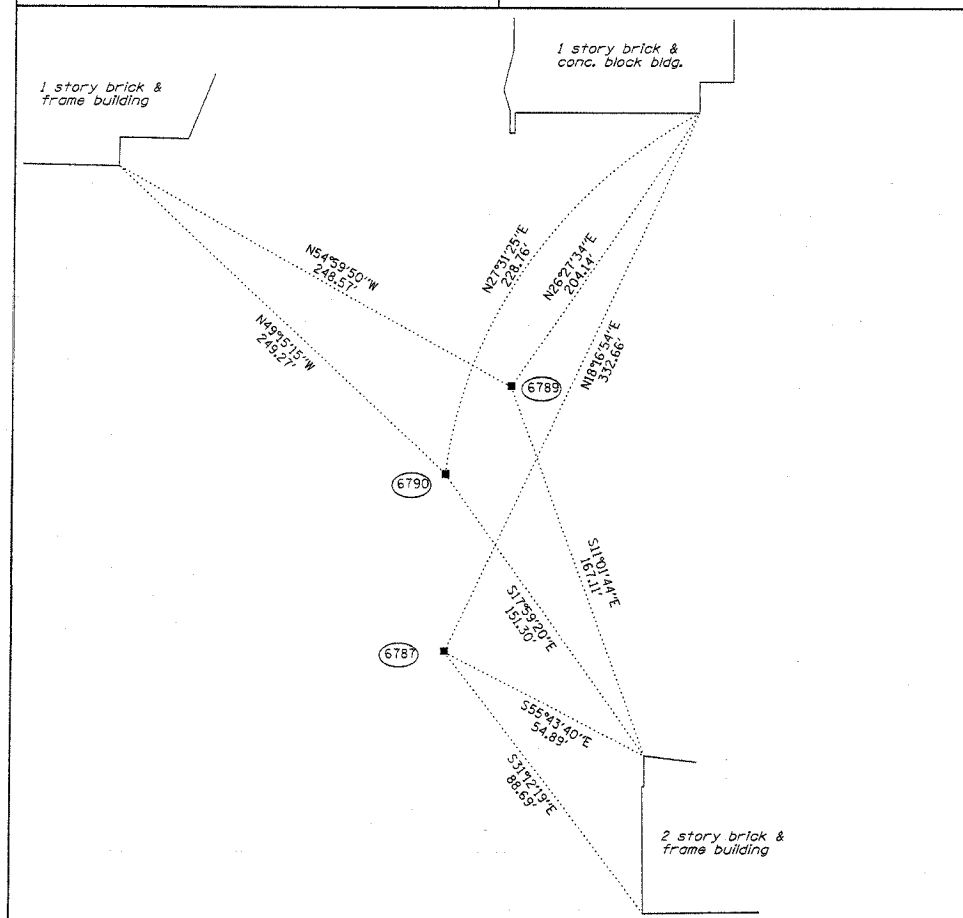 1 story brick &
conc. block bldg.
1 story brick &
frame building
N54°59'50"W
248.57'
N27°31'25"E
228.76'
N26°27'34"E
204.14'
N49°15'15"W
249.27'
N18°16'54"E
332.66'
6789
6790
S11°01'44"E
167.11'
S17°59'20"E
151.30'
6787
S55°43'40"E
54.89'
S31°12'19"E
88.69'
2 story brick &
frame building